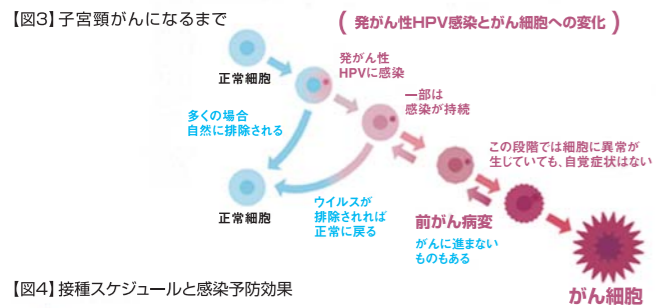 【図3】子宮頸がんになるまで
( 発がん性HPV感染とがん細胞への変化 )
正常細胞
発がん性
HPVに感染
一部は
感染が持続
多くの場合
自然に排除される
この段階では細胞に異常が
生じていても、自覚症状はない
正常細胞
ウイルスが
排除されれば
正常に戻る
前がん病変
がんに進まない
ものもある
がん細胞
【図4】接種スケジュールと感染予防効果